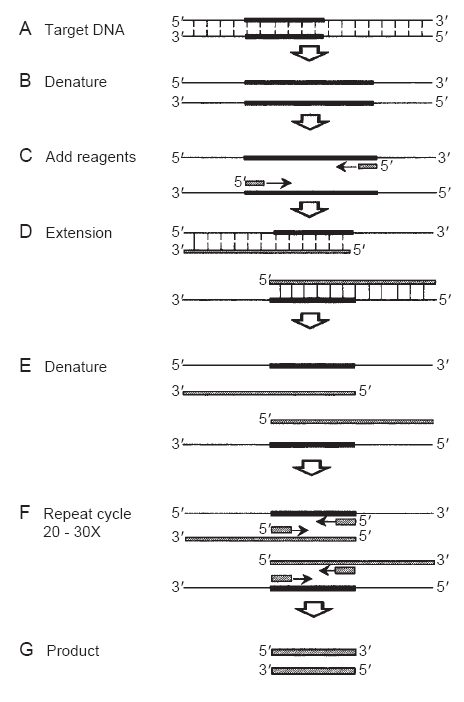 A Target DNA 5′ 3′
3′ 5′
B Denature 5′ 3′
3′ 5′
C Add reagents 5′ 3′
5′
5′
3′ 5′
D Extension 5′ 3′
5′
5′
3′ 5′
E Denature 5′ 3′
3′ 5′
5′
3′ 5′
F Repeat cycle 5′ 3′
20 - 30X
5′ 5′
3′ 5′
3′
3′ 5′
G Product 5′ 3′
3′ 5′